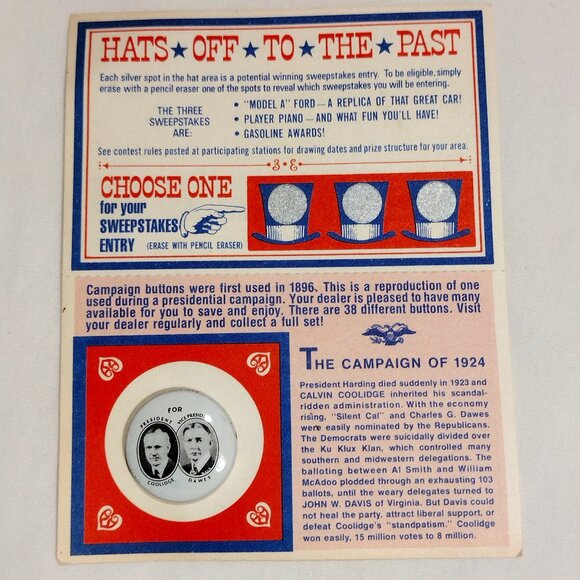 HATS★OFF★TO★THE★PAST
Each silver spot in the hat area is a potential winning sweepstakes entry. To be eligible, simply
erase with a pencil eraser one of the spots to reveal which sweepstakes you will be entering.
THE THREE
SWEEPSTAKES
ARE:
• "MODEL A" FORD—A REPLICA OF THAT GREAT CAR!
• PLAYER PIANO—AND WHAT FUN YOU'LL HAVE!
• GASOLINE AWARDS!
See contest rules posted at participating stations for drawing dates and prize structure for your area.
CHOOSE ONE
for your
SWEEPSTAKES
ENTRY (ERASE WITH PENCIL ERASER)
Campaign buttons were first used in 1896. This is a reproduction of one
used during a presidential campaign. Your dealer is pleased to have many
available for you to save and enjoy. There are 38 different buttons. Visit
your dealer regularly and collect a full set!
FOR
PRESIDENT VICE PRESIDENT
COOLIDGE DAWES
THE CAMPAIGN OF 1924
President Harding died suddenly in 1923 and
CALVIN COOLIDGE inherited his scandal-
ridden administration. With the economy
rising, "Silent Cal" and Charles G. Dawes
were easily nominated by the Republicans.
The Democrats were suicidally divided over
the Ku Klux Klan, which controlled many
southern and midwestern delegations. The
balloting between Al Smith and William
McAdoo plodded through an exhausting 103
ballots, until the weary delegates turned to
JOHN W. DAVIS of Virginia. But Davis could
not heal the party, attract liberal support, or
defeat Coolidge's "standpatism." Coolidge
won easily, 15 million votes to 8 million.